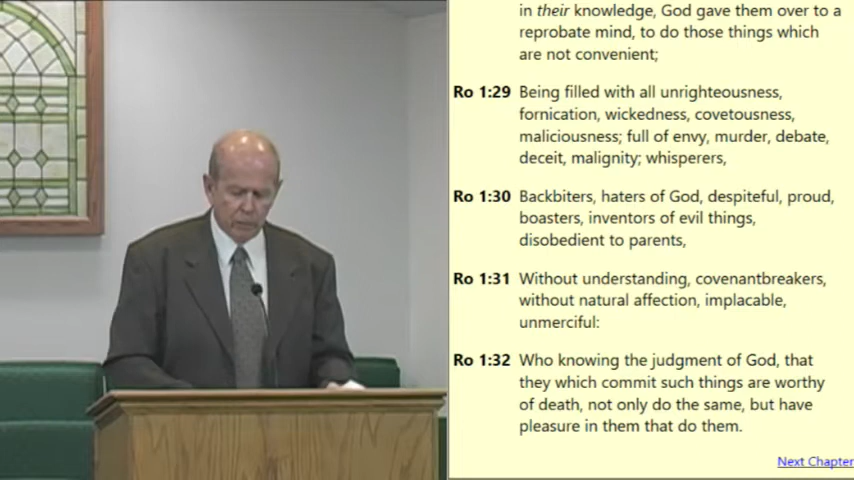 in their knowledge, God gave them over to a
reprobate mind, to do those things which
are not convenient;
Ro 1:29 Being filled with all unrighteousness,
fornication, wickedness, covetousness,
maliciousness; full of envy, murder, debate,
deceit, malignity; whisperers,
Ro 1:30 Backbiters, haters of God, despiteful, proud,
boasters, inventors of evil things,
disobedient to parents,
Ro 1:31 Without understanding, covenantbreakers,
without natural affection, implacable,
unmerciful:
Ro 1:32 Who knowing the judgment of God, that
they which commit such things are worthy
of death, not only do the same, but have
pleasure in them that do them.
Next Chapter